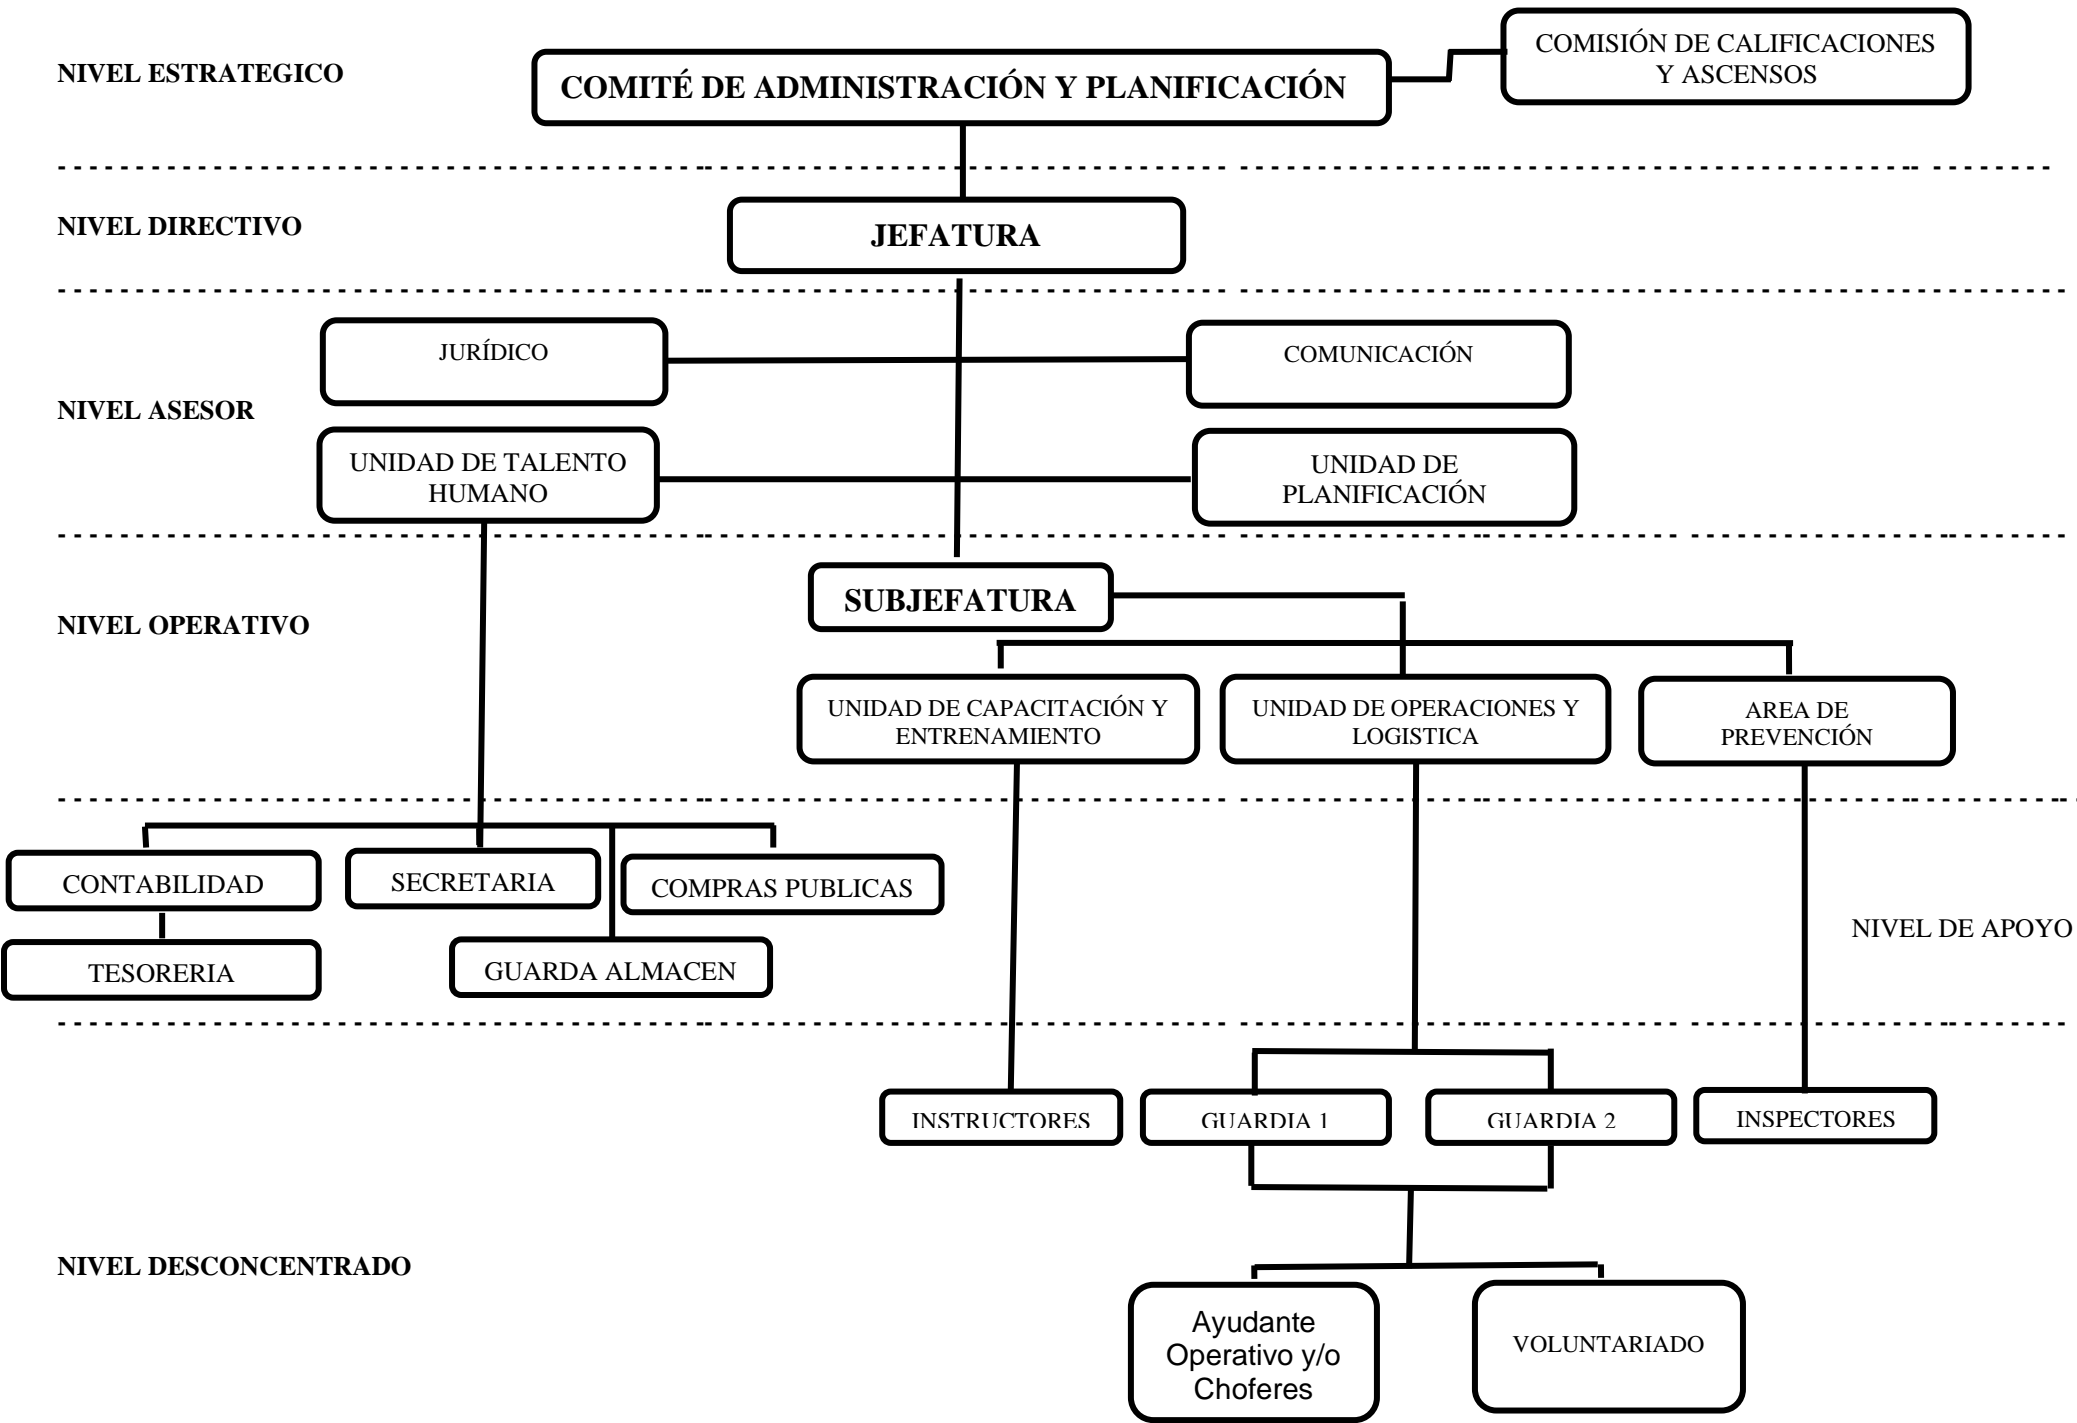 NIVEL ESTRATEGICO
COMITÉ DE ADMINISTRACIÓN Y PLANIFICACIÓN
COMISIÓN DE CALIFICACIONES
Y ASCENSOS
NIVEL DIRECTIVO
JEFATURA
NIVEL ASESOR
JURÍDICO
COMUNICACIÓN
UNIDAD DE TALENTO
HUMANO
UNIDAD DE
PLANIFICACIÓN
NIVEL OPERATIVO
SUBJEFATURA
UNIDAD DE CAPACITACIÓN Y
ENTRENAMIENTO
UNIDAD DE OPERACIONES Y
LOGISTICA
AREA DE
PREVENCIÓN
CONTABILIDAD
SECRETARIA
COMPRAS PUBLICAS
NIVEL DE APOYO
TESORERIA
GUARDA ALMACEN
INSTRUCTORES
GUARDIA 1
GUARDIA 2
INSPECTORES
NIVEL DESCONCENTRADO
Ayudante
Operativo y/o
Choferes
VOLUNTARIADO